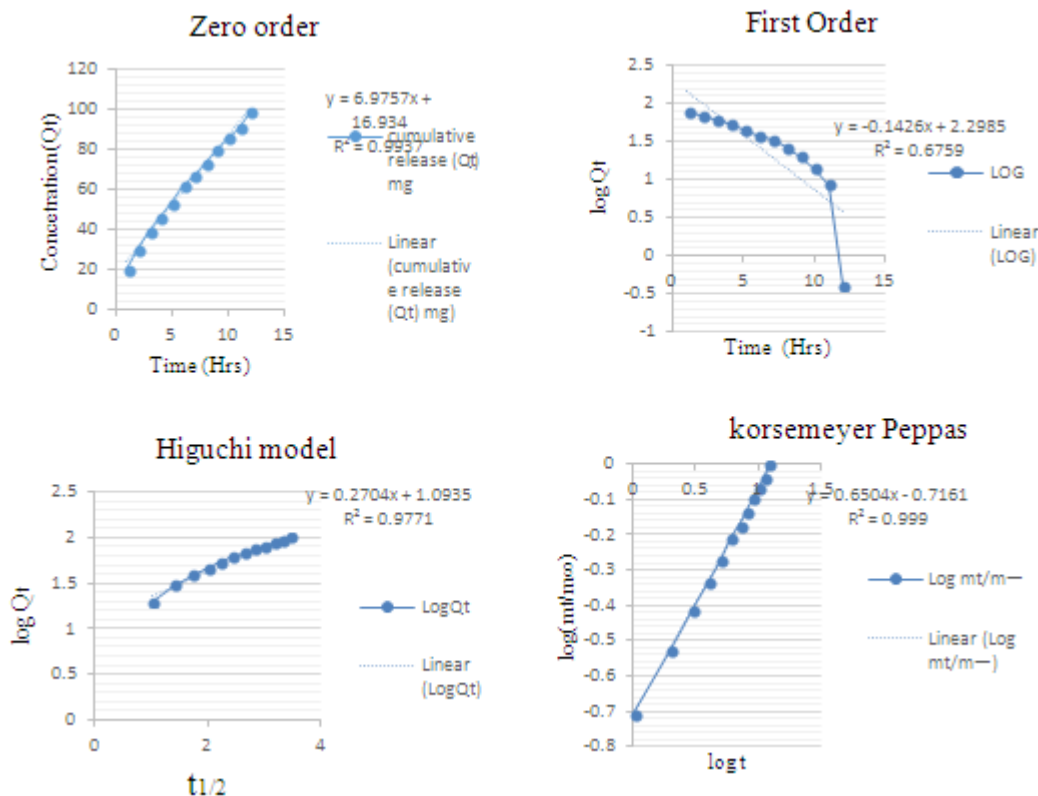 Zero order
120
100
80
60
40
20
0
0
5
10
15
Concetration(Qt)
Time (Hrs)
y = 6.9757x +
16.934
R² = 0.9937
cumulative
release (Qt)
mg
Linear
(cumulativ
e release
(Qt) mg)
First Order
2.5
2
1.5
1
0.5
0
-0.5
-1
0
5
10
15
logQt
Time (Hrs)
y = -0.1426x + 2.2985
R² = 0.6759
LOG
Linear
(LOG)
Higuchi model
2.5
2
1.5
1
0.5
0
0
2
4
log Qt
t1/2
y = 0.2704x + 1.0935
R² = 0.9771
LogQt
Linear
(LogQt)
korsemeyer Peppas
0
-0.1
-0.2
-0.3
-0.4
-0.5
-0.6
-0.7
-0.8
0
0.5
1
1.5
log(mt/m∞)
logt
y = 0.6504x - 0.7161
R² = 0.999
Log mt/m—
Linear (Log
mt/m—)